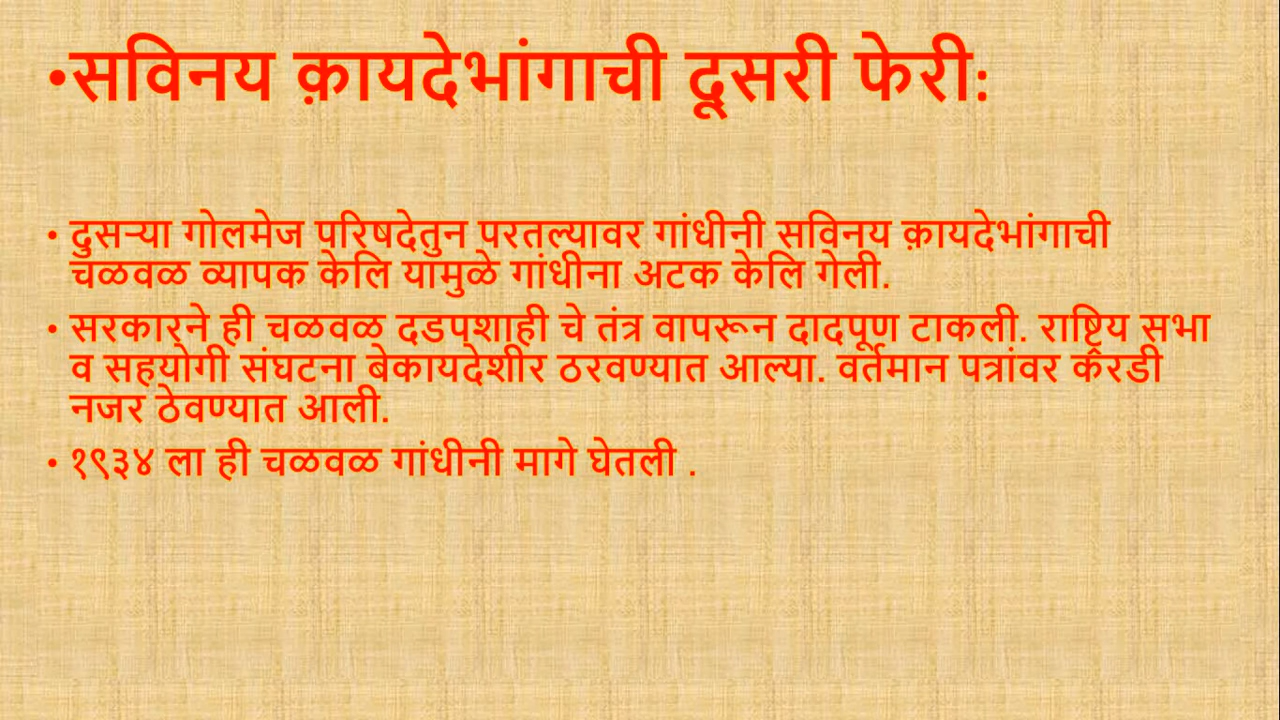 •सविनय क़ायदेभांगाची दूसरी फेरी:
• दुसऱ्या गोलमेज परिषदेतुन परतल्यावर गांधीनी सविनय क़ायदेभांगाची
चळवळ व्यापक केलि यामुळे गांधीना अटक केलि गेली.
• सरकारने ही चळवळ दडपशाही चे तंत्र वापरून दादपूण टाकली. राष्ट्रिय सभा
व सहयोगी संघटना बेकायदेशीर ठरवण्यात आल्या. वर्तमान पत्रांवर कॅरडी
नजर ठेवण्यात आली.
• १९३४ ला ही चळवळ गांधीनी मागे घेतली .